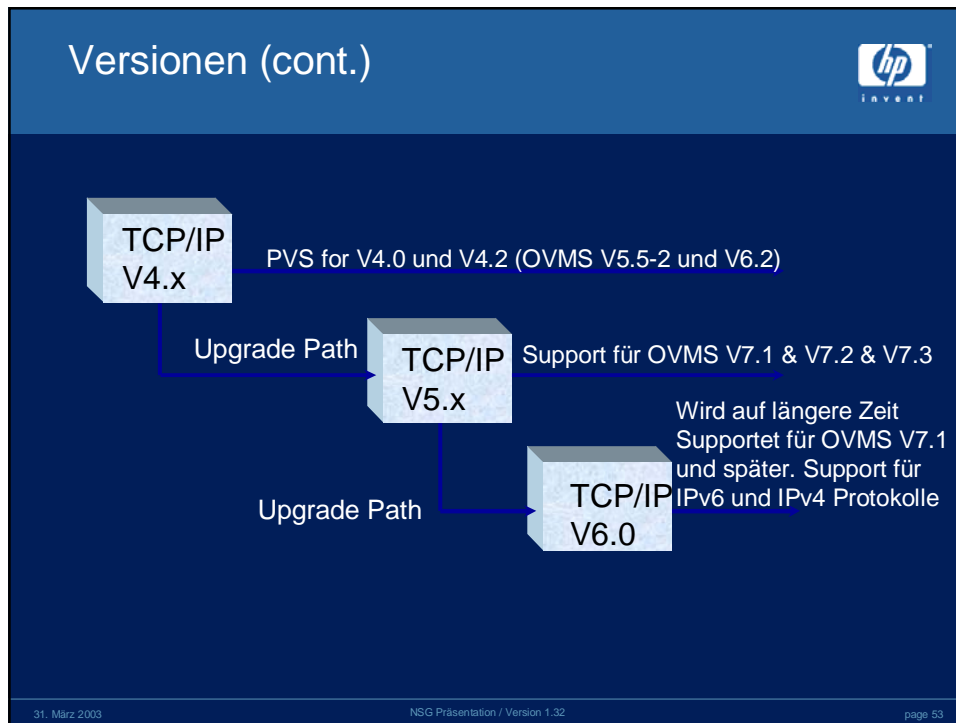 Versionen (cont.)
hp
invent
TCP/IP
V4.x
PVS for V4.0 und V4.2 (OVMS V5.5-2 und V6.2)
Upgrade Path
TCP/IP
V5.x
Support für OVMS V7.1 & V7.2 & V7.3
Wird auf längere Zeit
Supportet für OVMS V7.1
und später. Support für
IPv6 und IPv4 Protokolle
Upgrade Path
TCP/IP
V6.0
31. März 2003
NSG Präsentation / Version 1.32
page 53